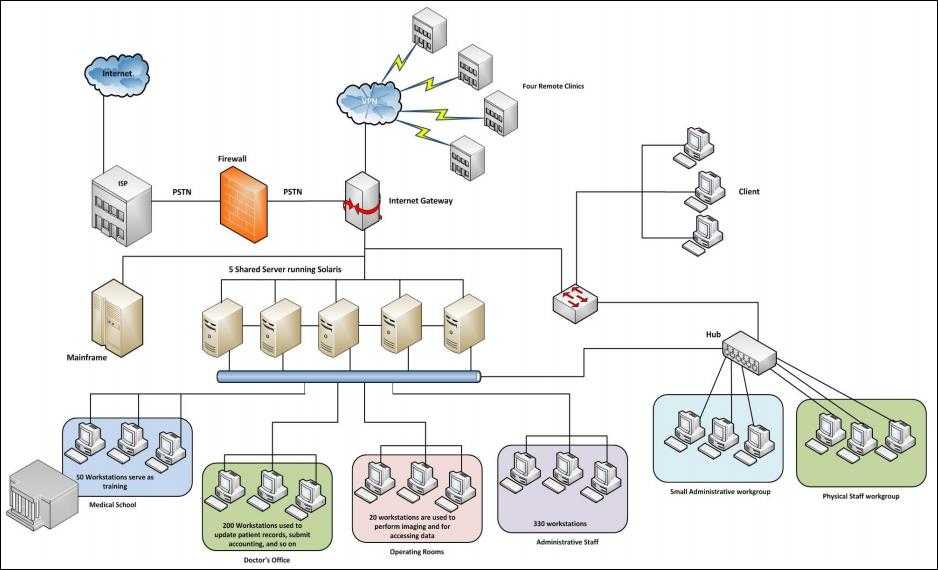 Internet
VPN
Four Remote Clinics
Firewall
ISP
PSTN
PSTN
Internet Gateway
Client
5 Shared Server running Solaris
Mainframe
Hub
50 Workstations serve as
training
Medical School
200 Workstations used to
update patient records, submit
accounting, and so on
Doctor's Office
20 workstations are used to
perform imaging and for
accessing data
Operating Rooms
330 workstations
Administrative Staff
Small Administrative workgroup
Physical Staff workgroup